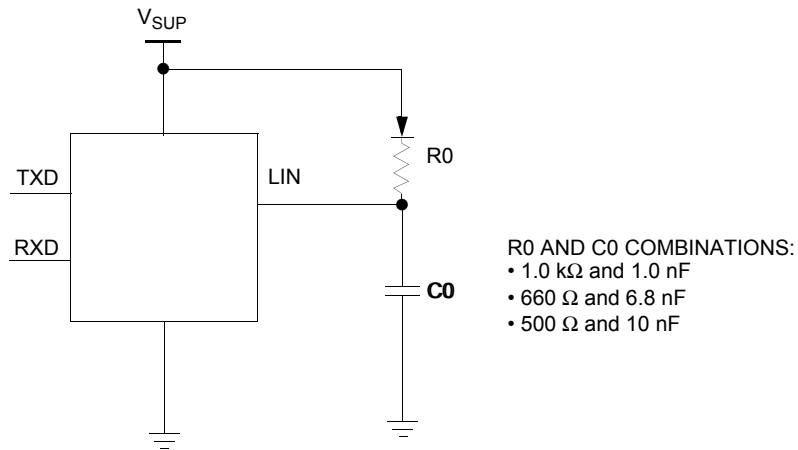 VSUP
TXD
LIN
R0
RXD
C0
R0 AND C0 COMBINATIONS:
• 1.0 kΩ and 1.0 nF
• 660 Ω and 6.8 nF
• 500 Ω and 10 nF